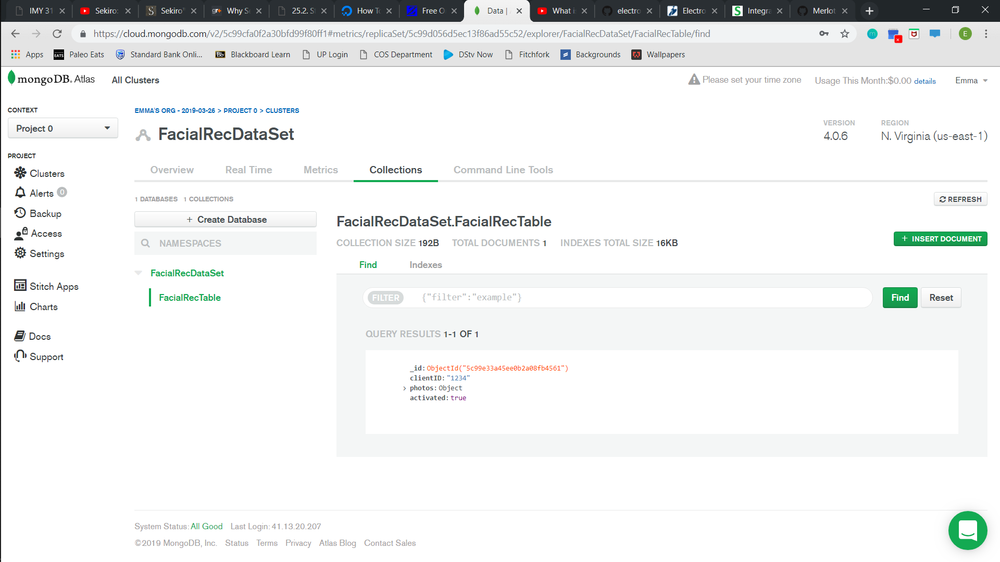 IMY 31 Sekiro: Sekiro™ Why Se 25.2. St How To Free O Data | A What i electro Electro Integra Merlot
https://cloud.mongodb.com/v2/5c99cfa0f2a30bfd99f80ff1#metrics/replicaSet/5c99d056d5ec13f86ad55c52/explorer/FacialRecDataSet/FacialRecTable/find
Apps Paleo Eats Standard Bank Onli... Blackboard Learn UP Login COS Department DStv Now Fitchfork Backgrounds Wallpapers
mongoDB. Atlas All Clusters Please set your time zone Usage This Month:$0.00 details Emma
CONTEXT
Project 0
PROJECT
Clusters
Alerts 0
Backup
Access
Settings
Stitch Apps
Charts
Docs
Support
EMMA'S ORG - 2019-03-26 > PROJECT 0 > CLUSTERS
FacialRecDataSet
VERSION
4.0.6
REGION
N. Virginia (us-east-1)
Overview Real Time Metrics Collections Command Line Tools
1 DATABASES 1 COLLECTIONS
REFRESH
+ Create Database
NAMESPACES
FacialRecDataSet
FacialRecTable
FacialRecDataSet.FacialRecTable
COLLECTION SIZE 192B TOTAL DOCUMENTS 1 INDEXES TOTAL SIZE 16KB
+ INSERT DOCUMENT
Find Indexes
FILTER {"filter":"example"} Find Reset
QUERY RESULTS 1-1 OF 1
_id:ObjectId("5c99e33a45ee0b2a08fb4561")
clientID:"1234"
> photos:Object
activated:true
System Status: All Good Last Login: 41.13.20.207
©2019 MongoDB, Inc. Status Terms Privacy Atlas Blog Contact Sales